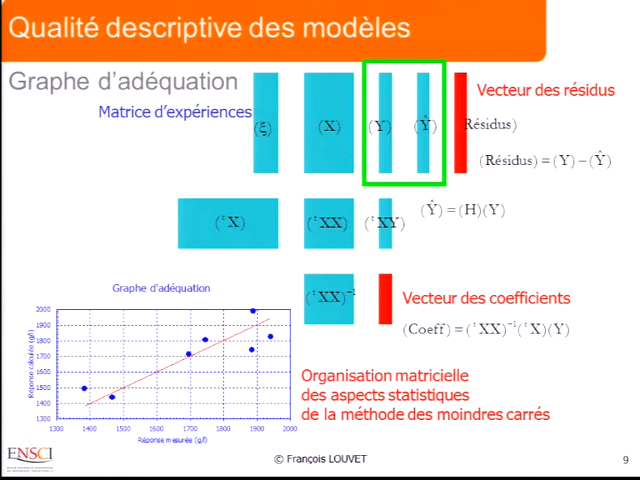 Qualité descriptive des modèles
Graphe d'adéquation
Matrice d'expériences
(ξ)
(X)
(Y)
(Ŷ)
Résidus)
Vecteur des résidus
(Résidus) = (Y) − (Ŷ)
(ᵗX)
(ᵗXX)
(ᵗXY)
(Ŷ) = (H)(Y)
(ᵗXX)⁻¹
Vecteur des coefficients
(Coeff) = (ᵗXX)⁻¹(ᵗX)(Y)
Graphe d'adéquation
Réponse calculée (g/l)
2000
1900
1800
1700
1600
1500
1400
1300
1300 1400 1500 1600 1700 1800 1900 2000
Réponse mesurée (g/l)
Organisation matricielle
des aspects statistiques
de la méthode des moindres carrés
ENSCI
© François LOUVET
9